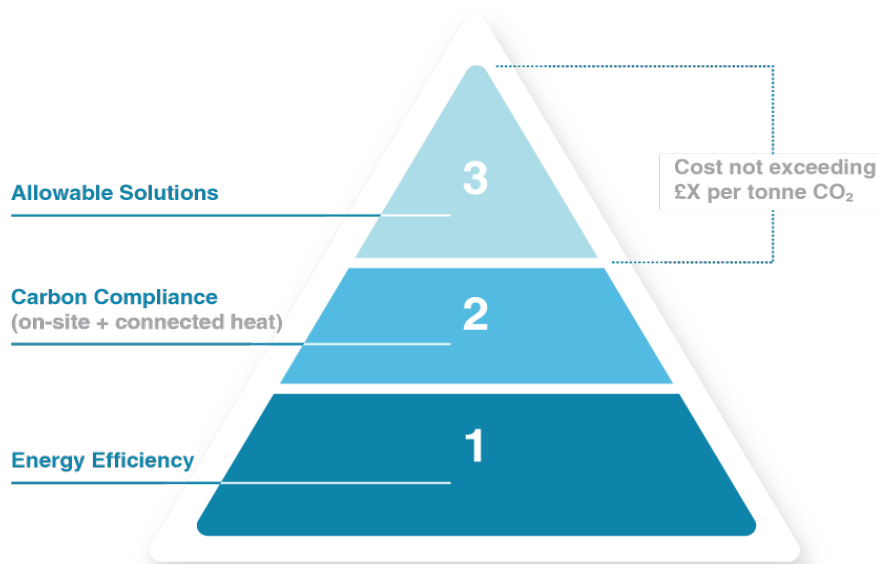 3
Cost not exceeding
£X per tonne CO₂
Allowable Solutions
Carbon Compliance
(on-site + connected heat)
2
Energy Efficiency
1